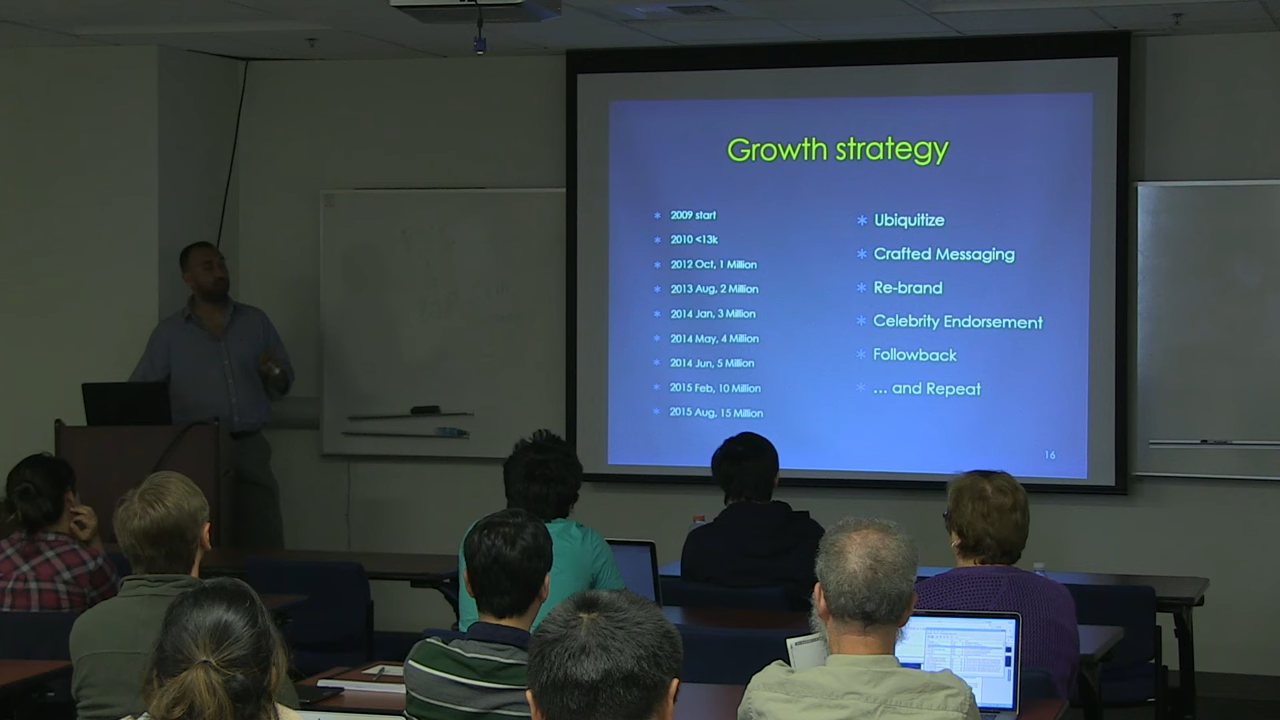 Growth strategy
* 2009 start
* 2010 <13k
* 2012 Oct, 1 Million
* 2013 Aug, 2 Million
* 2014 Jan, 3 Million
* 2014 May, 4 Million
* 2014 Jun, 5 Million
* 2015 Feb, 10 Million
* 2015 Aug, 15 Million
* Ubiquitize
* Crafted Messaging
* Re-brand
* Celebrity Endorsement
* Followback
* ... and Repeat
16